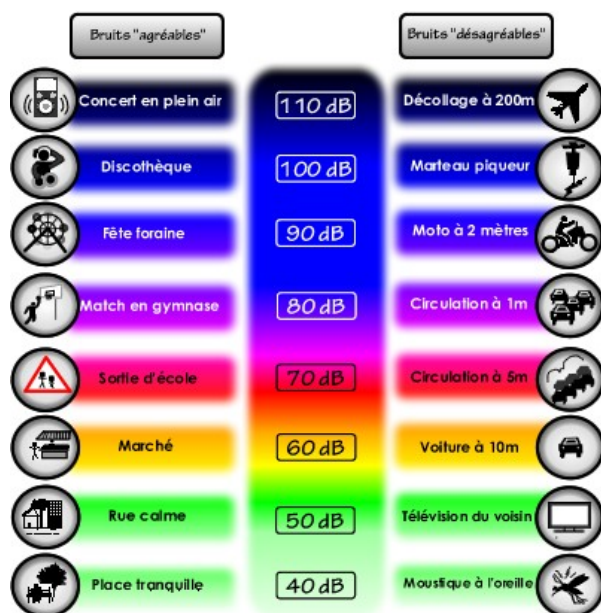 Bruits "agréables"
Bruits "désagréables"
Concert en plein air
110 dB
Décollage à 200m
Discothèque
100 dB
Marteau piqueur
Fête foraine
90 dB
Moto à 2 mètres
Match en gymnase
80 dB
Circulation à 1m
Sortie d'école
70 dB
Circulation à 5m
Marché
60 dB
Voiture à 10m
Rue calme
50 dB
Télévision du voisin
Place tranquille
40 dB
Moustique à l'oreille